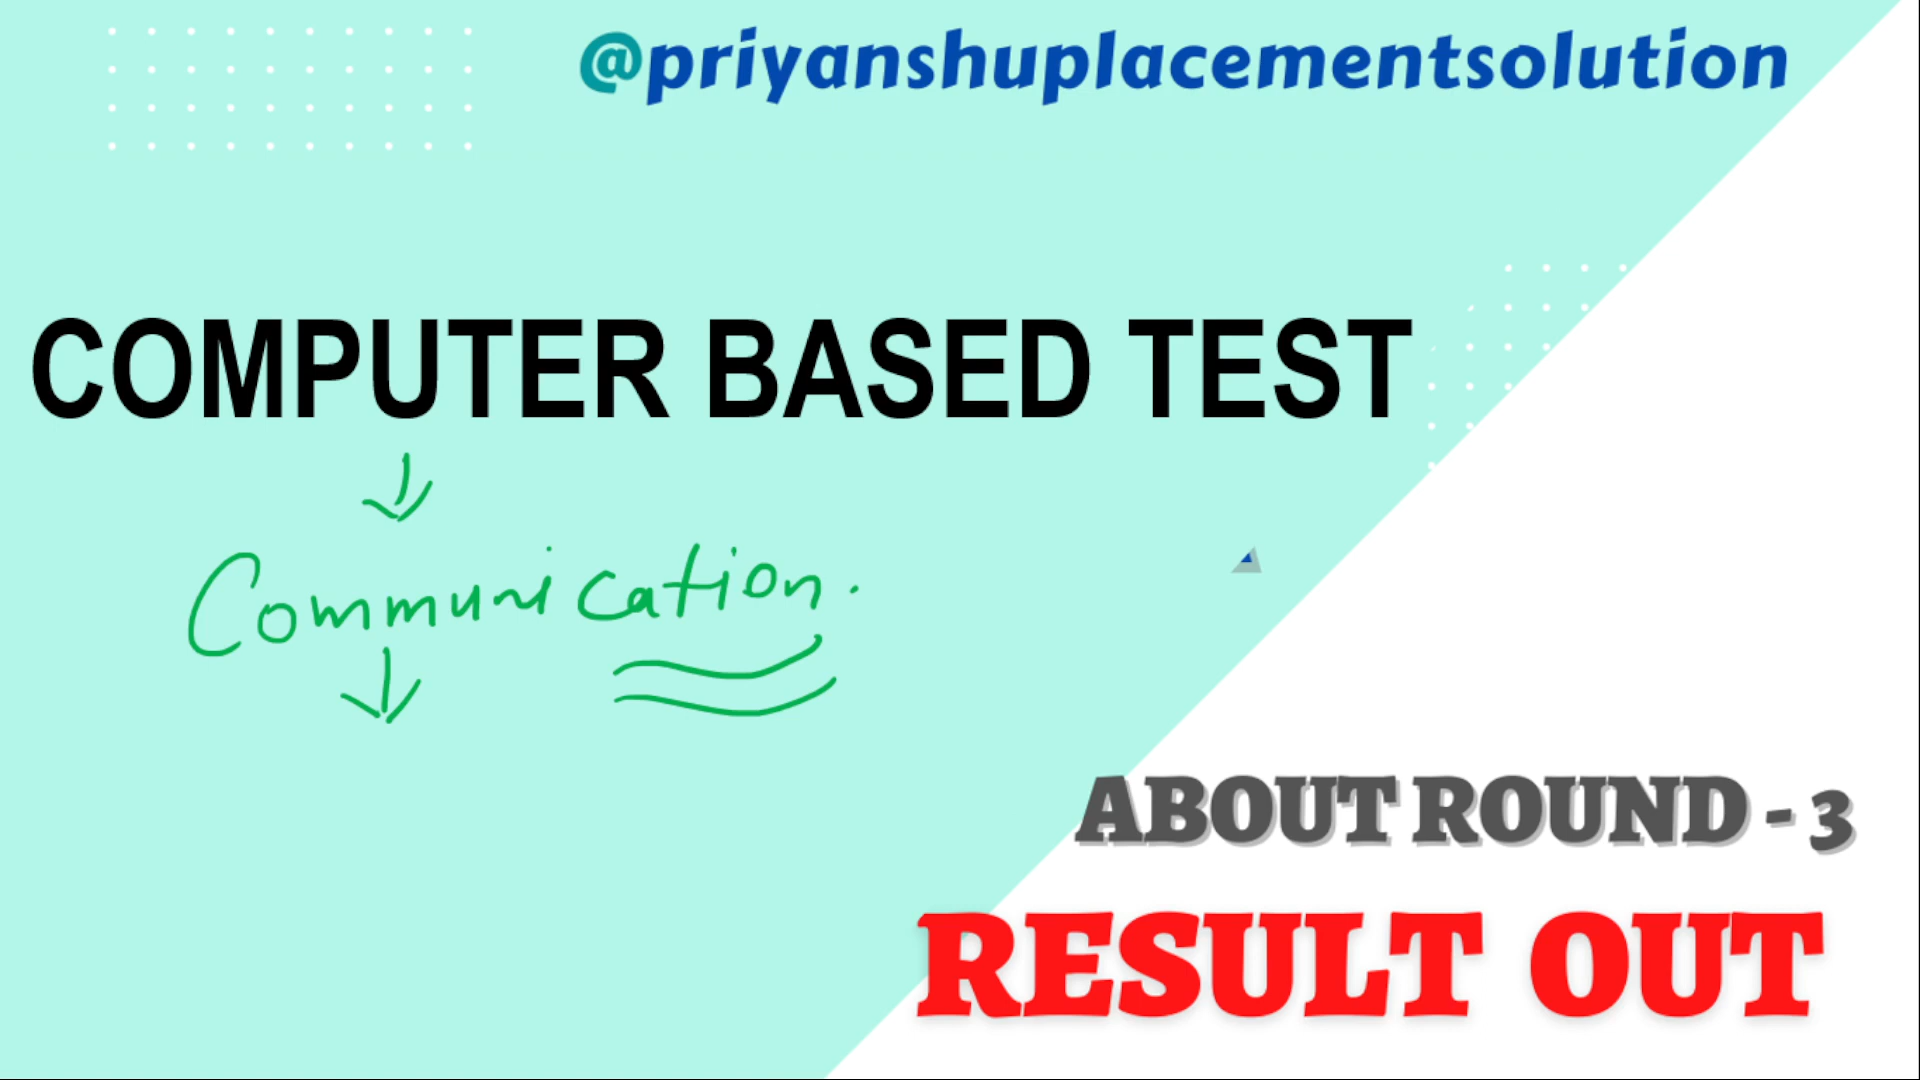 @priyanshuplacementsolution
COMPUTER BASED TEST
Communication.
ABOUT ROUND - 3
RESULT OUT